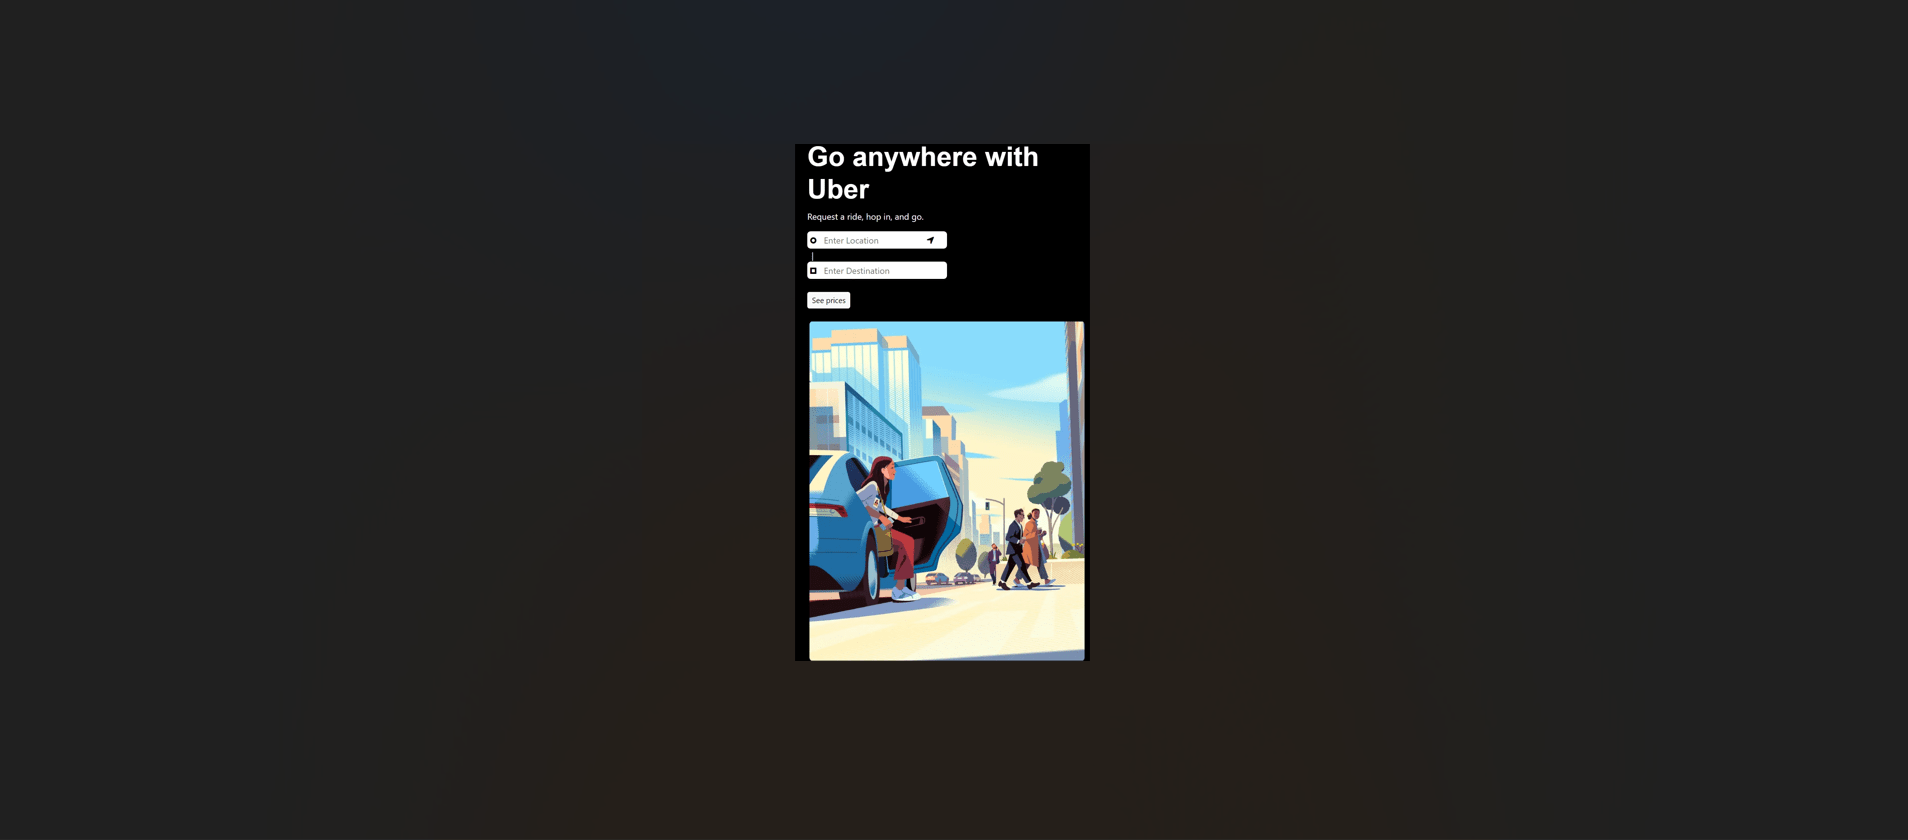 Go anywhere with
Uber
Request a ride, hop in, and go.
Enter Location
Enter Destination
See prices